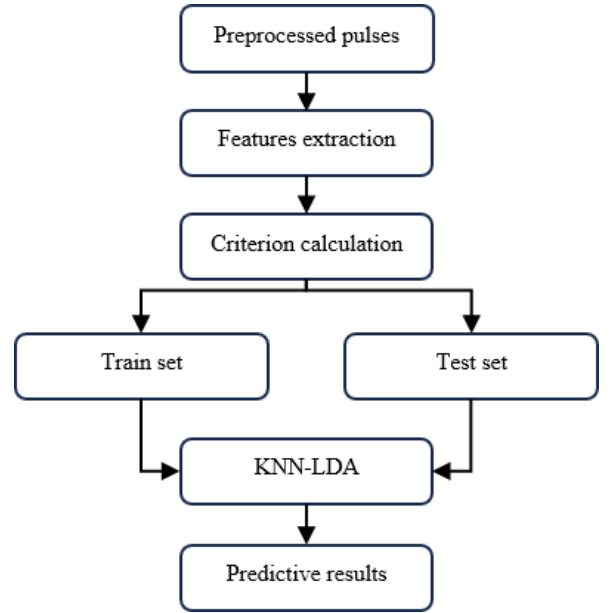 Preprocessed pulses
Features extraction
Criterion calculation
Train set
Test set
KNN-LDA
Predictive results